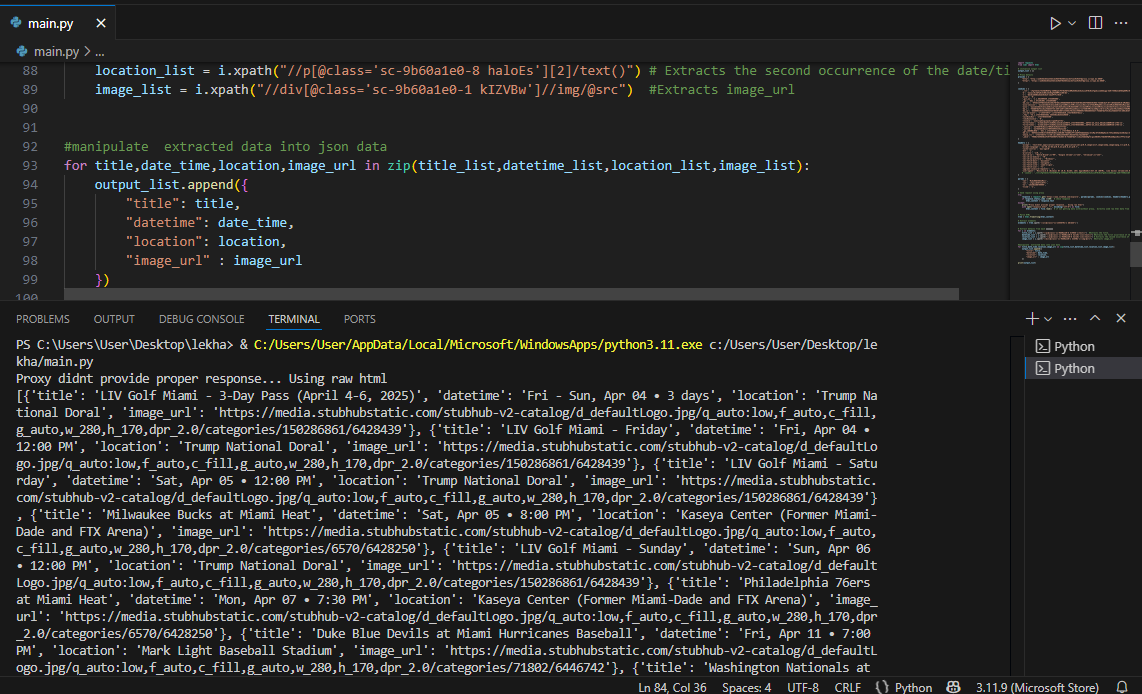 main.py
main.py > ...
88 location_list = i.xpath("//p[@class='sc-9b60a1e0-8 haloEs'][2]/text()") # Extracts the second occurrence of the date/ti
89 image_list = i.xpath("//div[@class='sc-9b60a1e0-1 kIZVBw']//img/@src")  #Extracts image_url
90
91
92 #manipulate  extracted data into json data
93 for title,date_time,location,image_url in zip(title_list,datetime_list,location_list,image_list):
94 output_list.append({
95 "title": title,
96 "datetime": date_time,
97 "location": location,
98 "image_url" : image_url
99 })
100
PROBLEMS OUTPUT DEBUG CONSOLE TERMINAL PORTS
PS C:\Users\User\Desktop\lekha> & C:/Users/User/AppData/Local/Microsoft/WindowsApps/python3.11.exe c:/Users/User/Desktop/le
kha/main.py
Proxy didnt provide proper response... Using raw html
[{'title': 'LIV Golf Miami - 3-Day Pass (April 4-6, 2025)', 'datetime': 'Fri - Sun, Apr 04 • 3 days', 'location': 'Trump Na
tional Doral', 'image_url': 'https://media.stubhubstatic.com/stubhub-v2-catalog/d_defaultLogo.jpg/q_auto:low,f_auto,c_fill,
g_auto,w_280,h_170,dpr_2.0/categories/150286861/6428439'}, {'title': 'LIV Golf Miami - Friday', 'datetime': 'Fri, Apr 04 •
12:00 PM', 'location': 'Trump National Doral', 'image_url': 'https://media.stubhubstatic.com/stubhub-v2-catalog/d_defaultLo
go.jpg/q_auto:low,f_auto,c_fill,g_auto,w_280,h_170,dpr_2.0/categories/150286861/6428439'}, {'title': 'LIV Golf Miami - Satu
rday', 'datetime': 'Sat, Apr 05 • 12:00 PM', 'location': 'Trump National Doral', 'image_url': 'https://media.stubhubstatic.
com/stubhub-v2-catalog/d_defaultLogo.jpg/q_auto:low,f_auto,c_fill,g_auto,w_280,h_170,dpr_2.0/categories/150286861/6428439'}
, {'title': 'Milwaukee Bucks at Miami Heat', 'datetime': 'Sat, Apr 05 • 8:00 PM', 'location': 'Kaseya Center (Former Miami-
Dade and FTX Arena)', 'image_url': 'https://media.stubhubstatic.com/stubhub-v2-catalog/d_defaultLogo.jpg/q_auto:low,f_auto,
c_fill,g_auto,w_280,h_170,dpr_2.0/categories/6570/6428250'}, {'title': 'LIV Golf Miami - Sunday', 'datetime': 'Sun, Apr 06
• 12:00 PM', 'location': 'Trump National Doral', 'image_url': 'https://media.stubhubstatic.com/stubhub-v2-catalog/d_default
Logo.jpg/q_auto:low,f_auto,c_fill,g_auto,w_280,h_170,dpr_2.0/categories/150286861/6428439'}, {'title': 'Philadelphia 76ers
at Miami Heat', 'datetime': 'Mon, Apr 07 • 7:30 PM', 'location': 'Kaseya Center (Former Miami-Dade and FTX Arena)', 'image_
url': 'https://media.stubhubstatic.com/stubhub-v2-catalog/d_defaultLogo.jpg/q_auto:low,f_auto,c_fill,g_auto,w_280,h_170,dpr
_2.0/categories/6570/6428250'}, {'title': 'Duke Blue Devils at Miami Hurricanes Baseball', 'datetime': 'Fri, Apr 11 • 7:00
PM', 'location': 'Mark Light Baseball Stadium', 'image_url': 'https://media.stubhubstatic.com/stubhub-v2-catalog/d_defaultL
ogo.jpg/q_auto:low,f_auto,c_fill,g_auto,w_280,h_170,dpr_2.0/categories/71802/6446742'}, {'title': 'Washington Nationals at
Python
Python
Ln 84, Col 36 Spaces: 4 UTF-8 CRLF {} Python 3.11.9 (Microsoft Store)